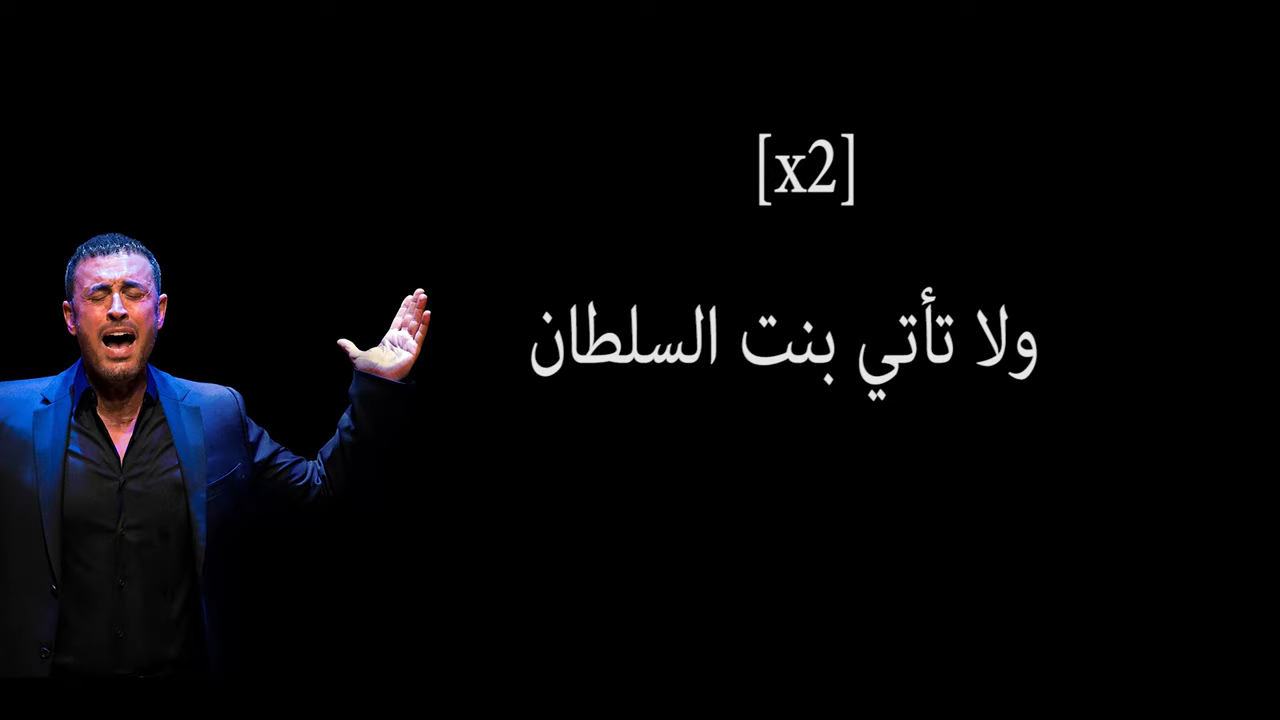 [x2]
ولا تأتي بنت السلطان